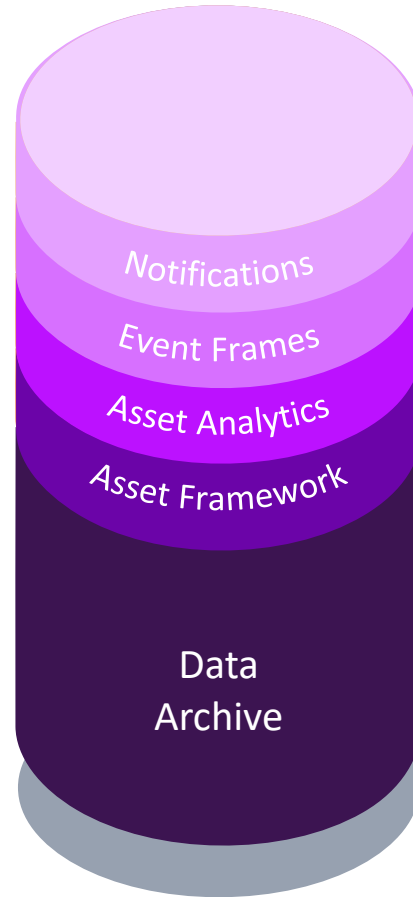 Notifications
Event Frames
Asset Analytics
Asset Framework
Data
Archive